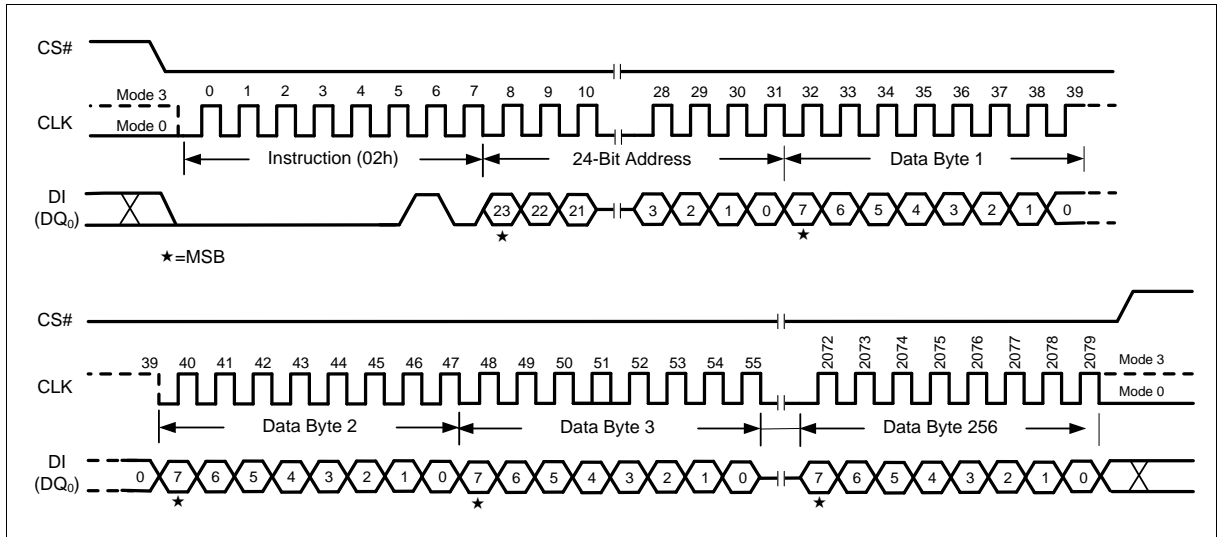 CS#
Mode 3
0 1 2 3 4 5 6 7 8 9 10 28 29 30 31 32 33 34 35 36 37 38 39
CLK
Mode 0
Instruction (02h) 24-Bit Address Data Byte 1
DI
(DQ0)
23 22 21 3 2 1 0 7 6 5 4 3 2 1 0
★ ★
★=MSB
CS#
39 40 41 42 43 44 45 46 47 48 49 50 51 52 53 54 55 2072 2073 2074 2075 2076 2077 2078 2079
Mode 3
CLK
Mode 0
Data Byte 2 Data Byte 3 Data Byte 256
DI
(DQ0)
0 7 6 5 4 3 2 1 0 7 6 5 4 3 2 1 0 7 6 5 4 3 2 1 0
★ ★ ★